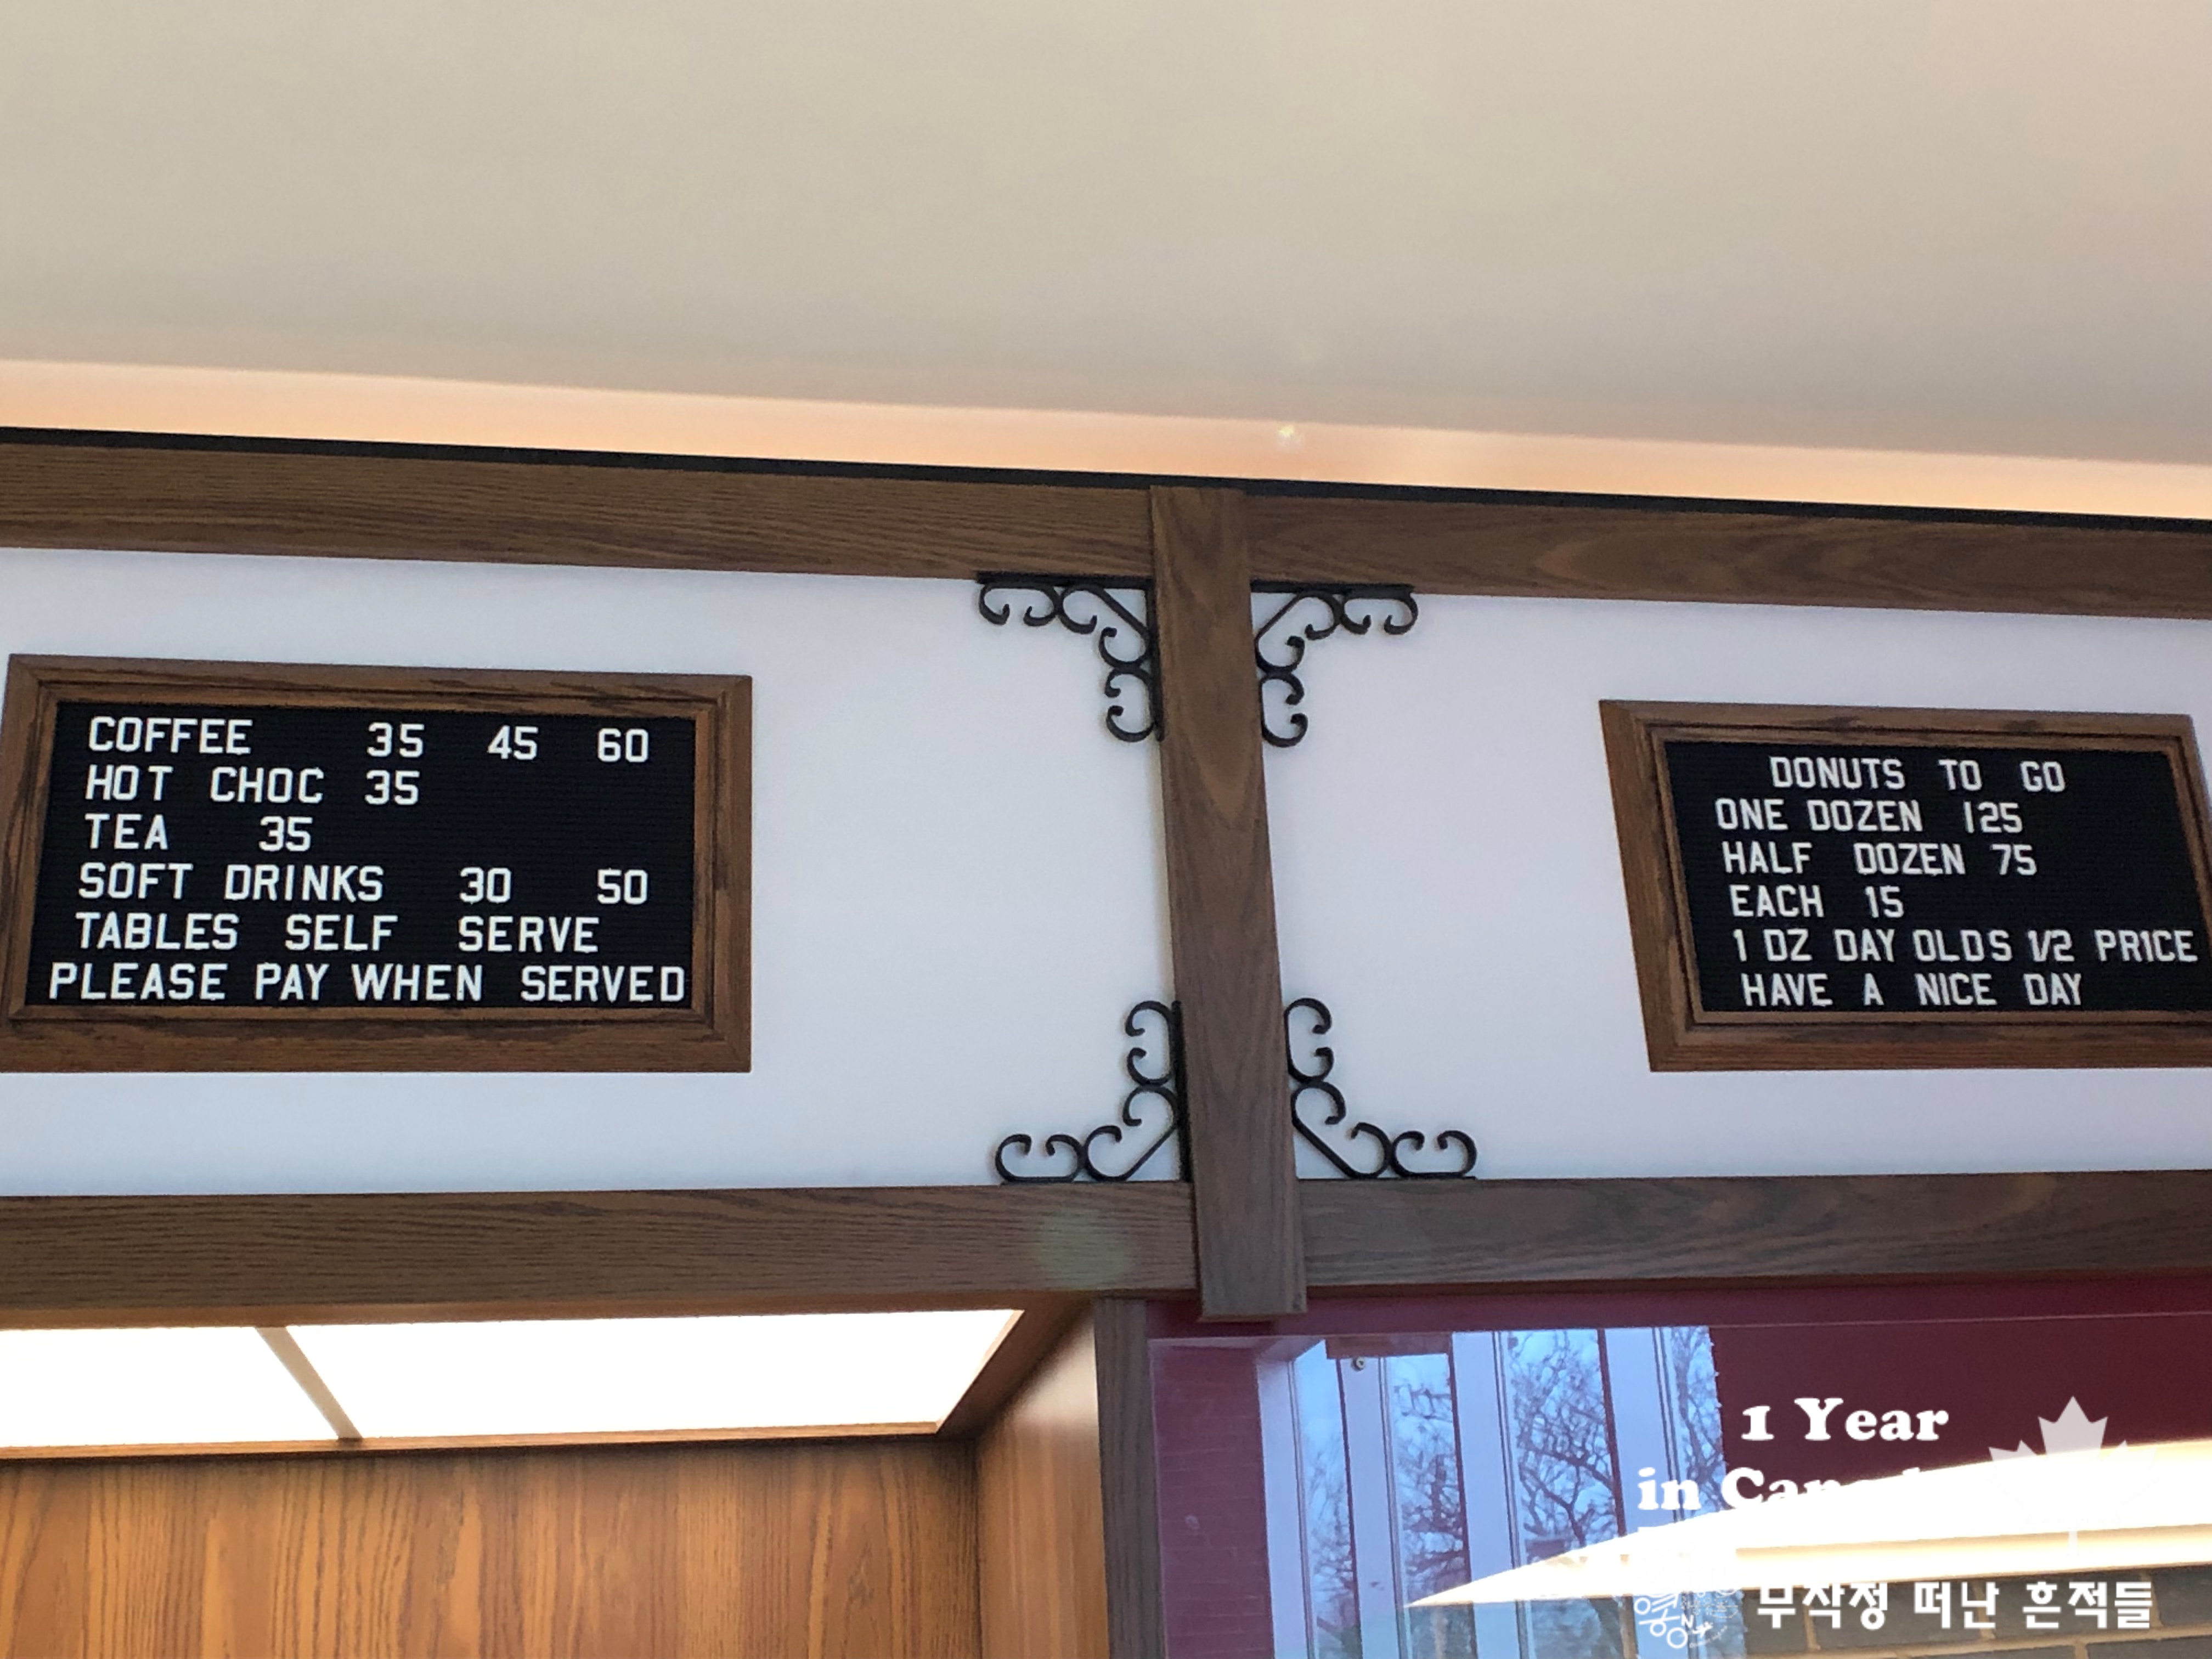 COFFEE 35 45 60
HOT CHOC 35
TEA 35
SOFT DRINKS 30 50
TABLES SELF SERVE
PLEASE PAY WHEN SERVED
DONUTS TO GO
ONE DOZEN 125
HALF DOZEN 75
EACH 15
1 DZ DAY OLDS 1/2 PRICE
HAVE A NICE DAY
1 Year
in
무작정 떠난 흔적들